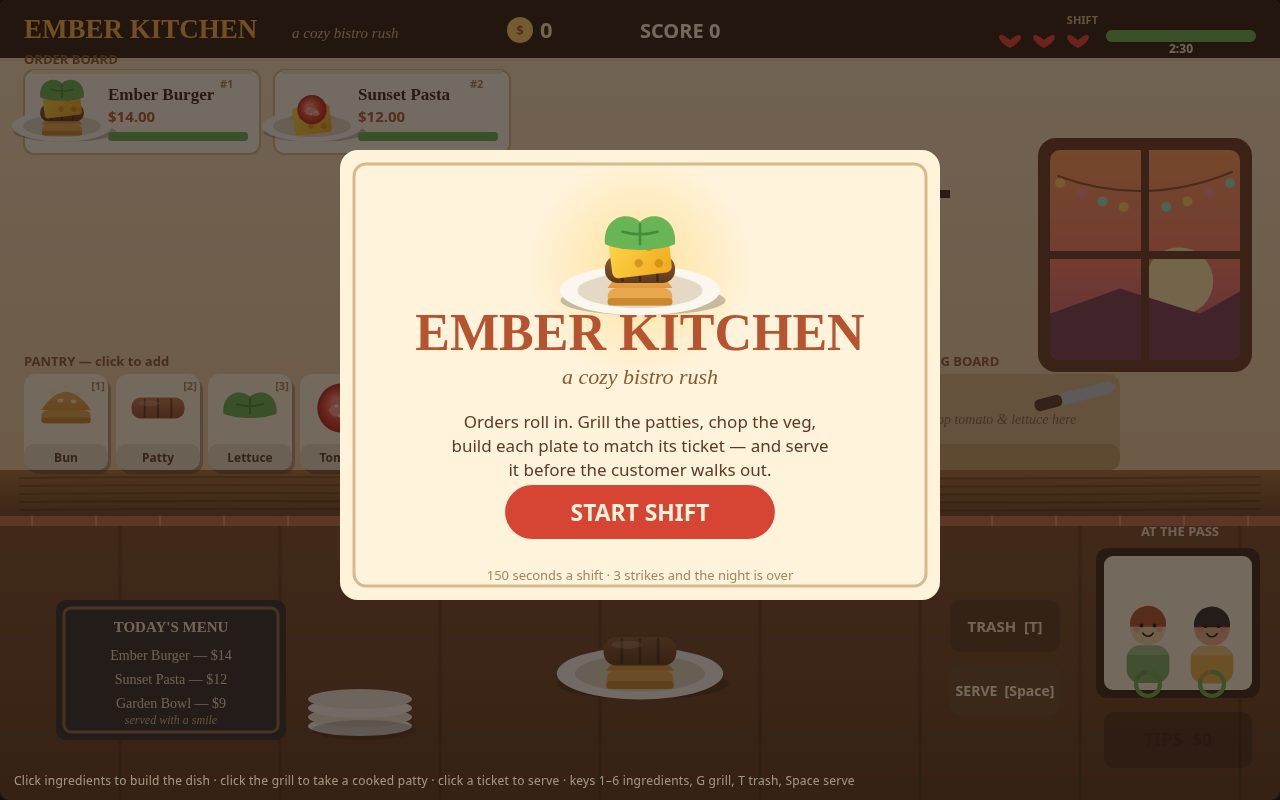 EMBER KITCHEN
a cozy bistro rush
$ 0
SCORE 0
SHIFT
2:30
ORDER BOARD
Ember Burger #1
$14.00
Sunset Pasta #2
$12.00
EMBER KITCHEN
a cozy bistro rush
Orders roll in. Grill the patties, chop the veg,
build each plate to match its ticket — and serve
it before the customer walks out.
START SHIFT
150 seconds a shift · 3 strikes and the night is over
PANTRY — click to add
[1]
Bun
[2]
Patty
[3]
Lettuce
G BOARD
tomato & lettuce here
AT THE PASS
TODAY'S MENU
Ember Burger — $14
Sunset Pasta — $12
Garden Bowl — $9
served with a smile
TRASH [T]
SERVE [Space]
TIPS $0
Click ingredients to build the dish · click the grill to take a cooked patty · click a ticket to serve · keys 1–6 ingredients, G grill, T trash, Space serve